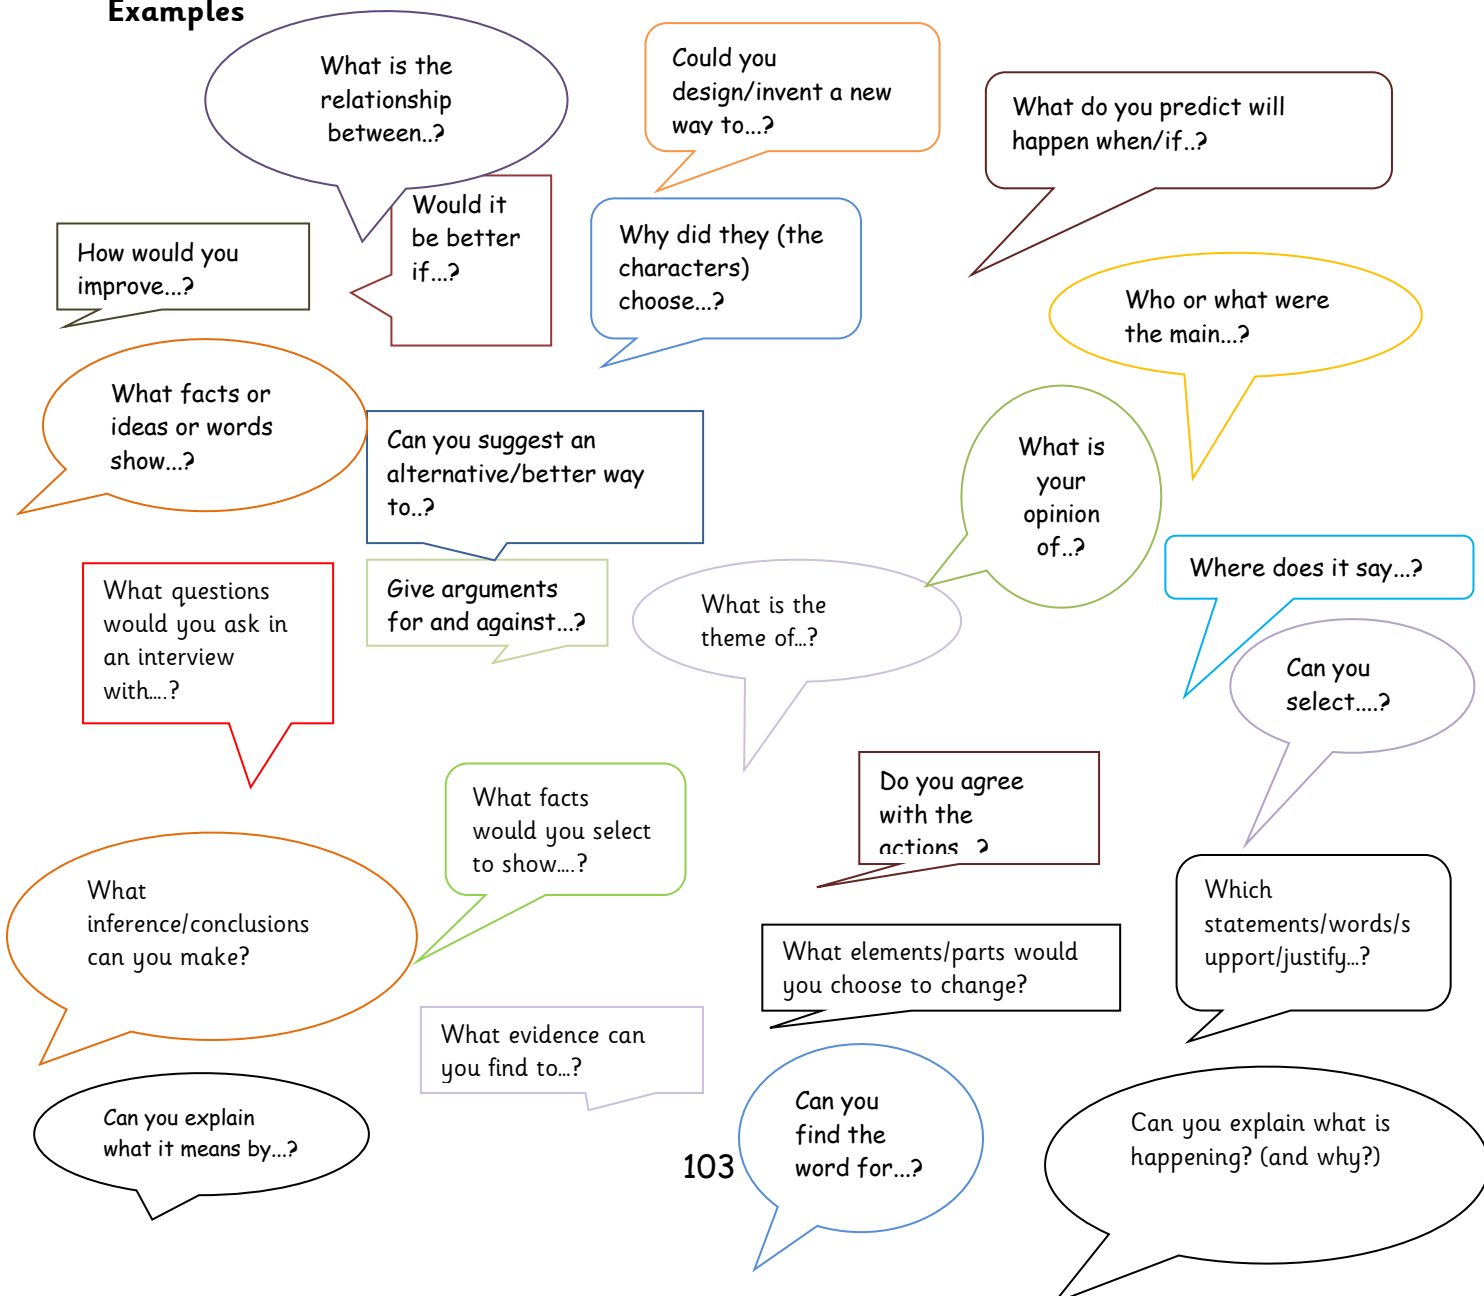 Examples
What is the
relationship
between..?
Could you
design/invent a new
way to...?
What do you predict will
happen when/if..?
Would it
be better
if...?
Why did they (the
characters)
choose...?
How would you
improve...?
Who or what were
the main...?
What facts or
ideas or words
show...?
Can you suggest an
alternative/better way
to..?
What is
your
opinion
of..?
Where does it say...?
What questions
would you ask in
an interview
with....?
Give arguments
for and against...?
What is the
theme of...?
Can you
select....?
What facts
would you select
to show....?
Do you agree
with the
actions...?
What
inference/conclusions
can you make?
Which
statements/words/s
upport/justify...?
What elements/parts would
you choose to change?
What evidence can
you find to...?
Can you explain
what it means by...?
Can you
find the
word for...?
Can you explain what is
happening? (and why?)
103